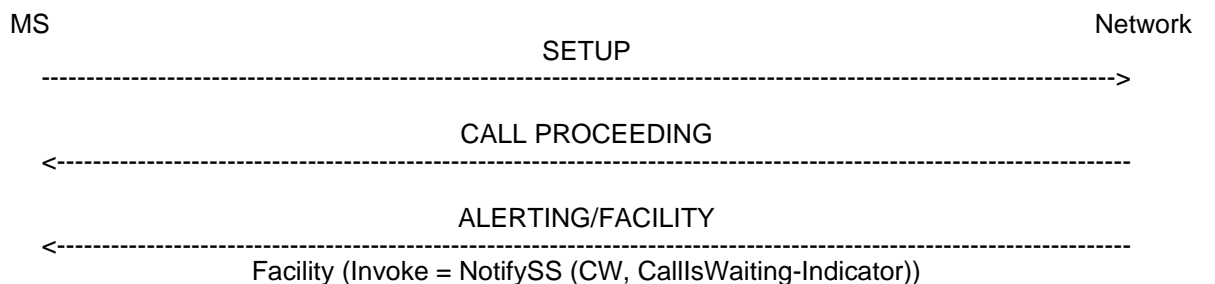 MS Network
SETUP
CALL PROCEEDING
ALERTING/FACILITY
Facility (Invoke = NotifySS (CW, CallIsWaiting-Indicator))